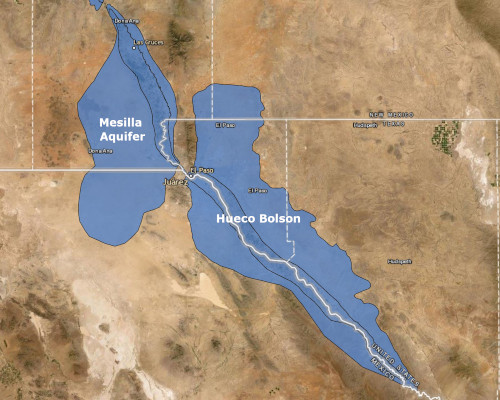 Dona Ana
Las Cruces
Mesilla
Aquifer
NEW MEXICO
TEXAS
El Paso
Hudspeth
Dona Ana
El Paso
Juarez
El Paso
Hueco Bolson
Hudspeth
UNITED STATES
MEXICO